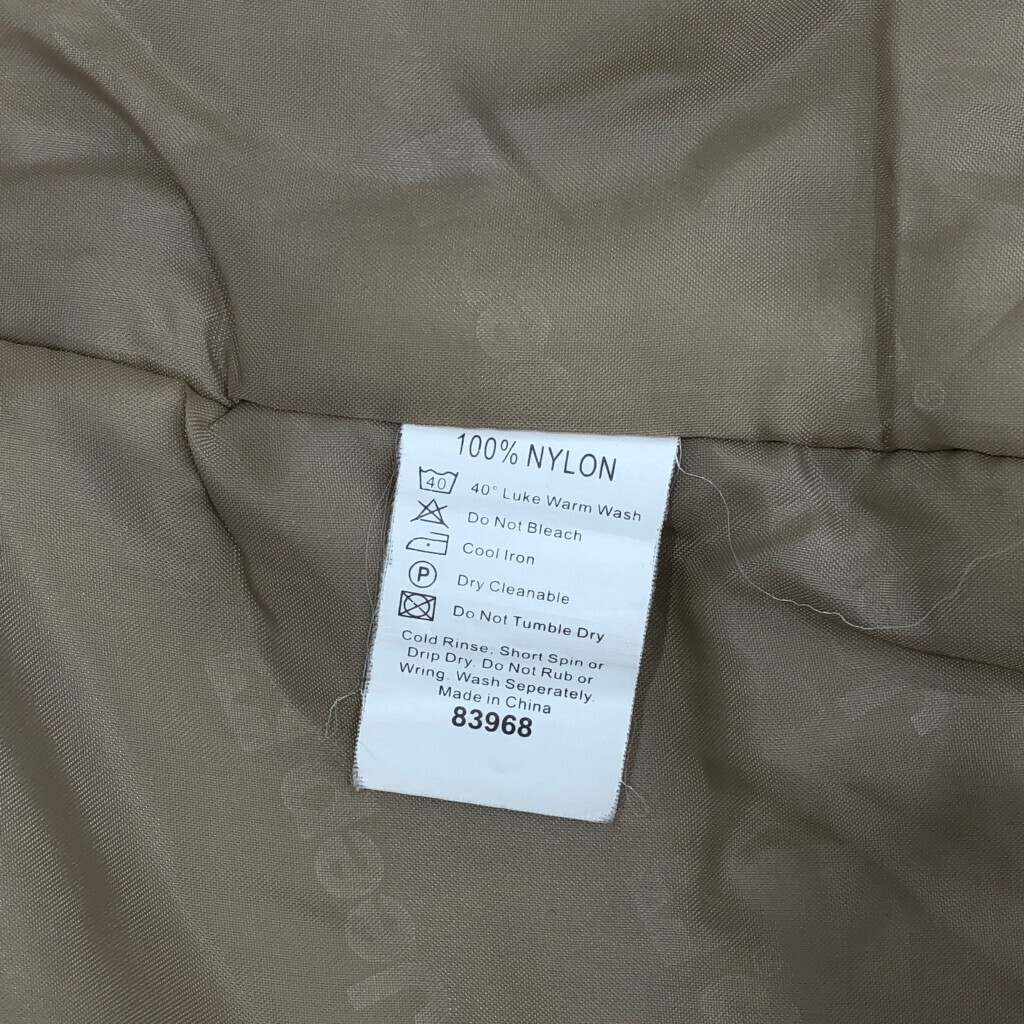 100% NYLON
40 40° Luke Warm Wash
Do Not Bleach
Cool Iron
P Dry Cleanable
Do Not Tumble Dry
Cold Rinse, Short Spin or
Drip Dry. Do Not Rub or
Wring. Wash Seperately.
Made in China
83968